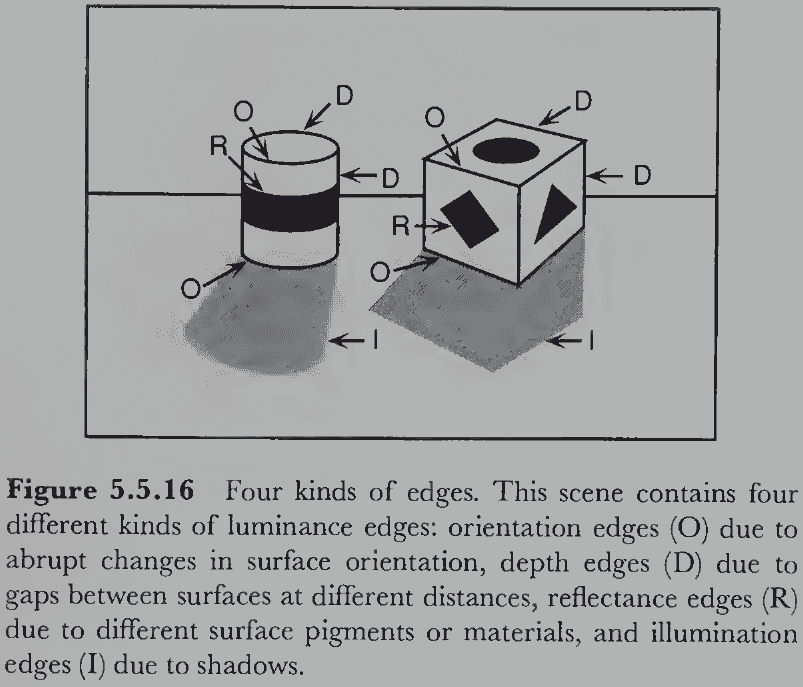 O
D
R
D
O
O
D
D
R
O
I
I
Figure 5.5.16 Four kinds of edges. This scene contains four
different kinds of luminance edges: orientation edges (O) due to
abrupt changes in surface orientation, depth edges (D) due to
gaps between surfaces at different distances, reflectance edges (R)
due to different surface pigments or materials, and illumination
edges (I) due to shadows.